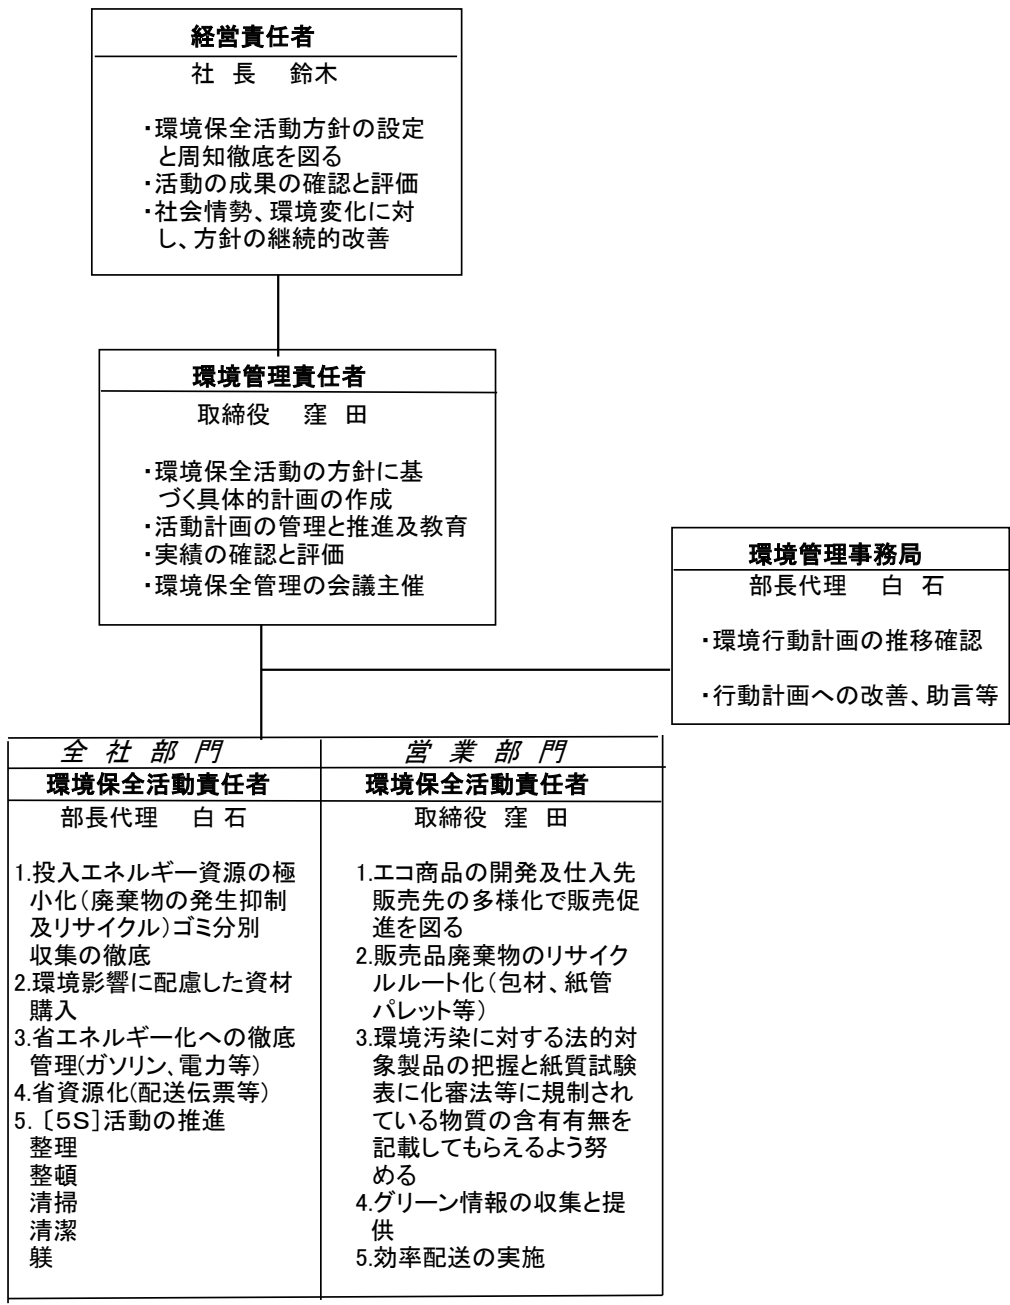 経営責任者
社 長 鈴木
・環境保全活動方針の設定
と周知徹底を図る
・活動の成果の確認と評価
・社会情勢、環境変化に対
し、方針の継続的改善
環境管理責任者
取締役 窪 田
・環境保全活動の方針に基
づく具体的計画の作成
・活動計画の管理と推進及教育
・実績の確認と評価
・環境保全管理の会議主催
環境管理事務局
部長代理 白 石
・環境行動計画の推移確認
・行動計画への改善、助言等
全 社 部 門
環境保全活動責任者
部長代理 白 石
1.投入エネルギー資源の極
小化（廃棄物の発生抑制
及リサイクル）ゴミ分別
収集の徹底
2.環境影響に配慮した資材
購入
3.省エネルギー化への徹底
管理(ガソリン、電力等)
4.省資源化(配送伝票等)
5.［5S］活動の推進
整理
整頓
清掃
清潔
躾
営 業 部 門
環境保全活動責任者
取締役 窪 田
1.エコ商品の開発及仕入先
販売先の多様化で販売促
進を図る
2.販売品廃棄物のリサイク
ルルート化（包材、紙管
パレット等）
3.環境汚染に対する法的対
象製品の把握と紙質試験
表に化審法等に規制され
ている物質の含有有無を
記載してもらえるよう努
める
4.グリーン情報の収集と提
供
5.効率配送の実施